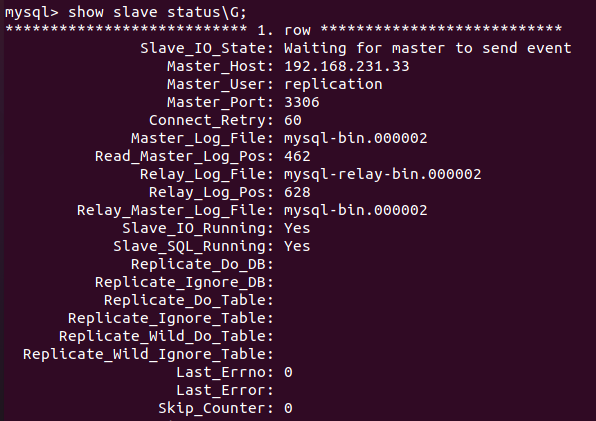 mysql> show slave status\G;
*************************** 1. row ***************************
Slave_IO_State: Waiting for master to send event
Master_Host: 192.168.231.33
Master_User: replication
Master_Port: 3306
Connect_Retry: 60
Master_Log_File: mysql-bin.000002
Read_Master_Log_Pos: 462
Relay_Log_File: mysql-relay-bin.000002
Relay_Log_Pos: 628
Relay_Master_Log_File: mysql-bin.000002
Slave_IO_Running: Yes
Slave_SQL_Running: Yes
Replicate_Do_DB:
Replicate_Ignore_DB:
Replicate_Do_Table:
Replicate_Ignore_Table:
Replicate_Wild_Do_Table:
Replicate_Wild_Ignore_Table:
Last_Errno: 0
Last_Error:
Skip_Counter: 0